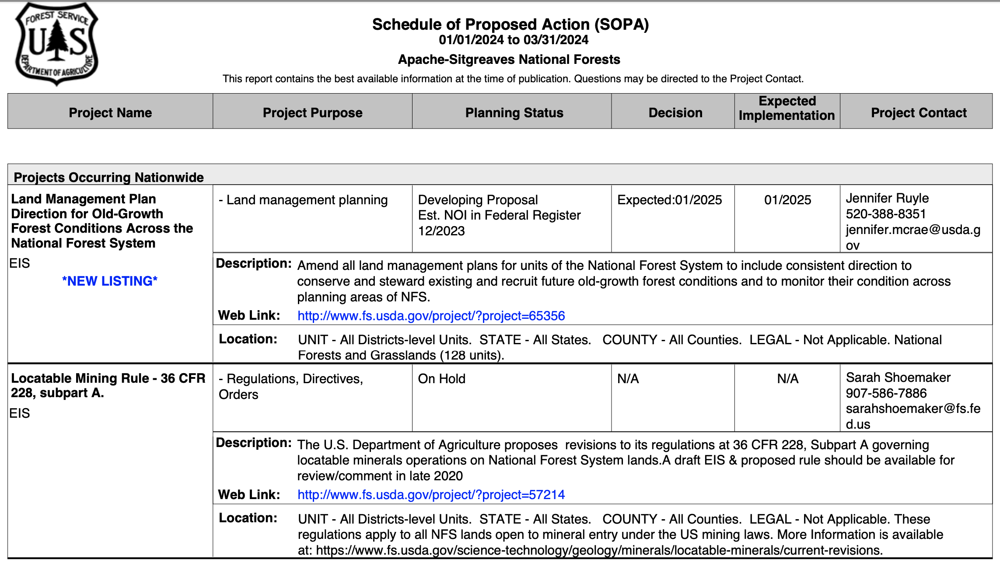 FOREST SERVICE
U S
DEPARTMENT OF AGRICULTURE
Schedule of Proposed Action (SOPA)
01/01/2024 to 03/31/2024
Apache-Sitgreaves National Forests
This report contains the best available information at the time of publication. Questions may be directed to the Project Contact.
Project Name
Project Purpose
Planning Status
Decision
Expected
Implementation
Project Contact
Projects Occurring Nationwide
Land Management Plan
Direction for Old-Growth
Forest Conditions Across the
National Forest System
EIS
*NEW LISTING*
- Land management planning
Developing Proposal
Est. NOI in Federal Register
12/2023
Expected:01/2025
01/2025
Jennifer Ruyle
520-388-8351
jennifer.mcrae@usda.g
ov
Description: Amend all land management plans for units of the National Forest System to include consistent direction to
conserve and steward existing and recruit future old-growth forest conditions and to monitor their condition across
planning areas of NFS.
Web Link: http://www.fs.usda.gov/project/?project=65356
Location: UNIT - All Districts-level Units. STATE - All States. COUNTY - All Counties. LEGAL - Not Applicable. National
Forests and Grasslands (128 units).
Locatable Mining Rule - 36 CFR
228, subpart A.
EIS
- Regulations, Directives,
Orders
On Hold
N/A
N/A
Sarah Shoemaker
907-586-7886
sarahshoemaker@fs.fe
d.us
Description: The U.S. Department of Agriculture proposes  revisions to its regulations at 36 CFR 228, Subpart A governing
locatable minerals operations on National Forest System lands.A draft EIS & proposed rule should be available for
review/comment in late 2020
Web Link: http://www.fs.usda.gov/project/?project=57214
Location: UNIT - All Districts-level Units. STATE - All States. COUNTY - All Counties. LEGAL - Not Applicable. These
regulations apply to all NFS lands open to mineral entry under the US mining laws. More Information is available
at: https://www.fs.usda.gov/science-technology/geology/minerals/locatable-minerals/current-revisions.